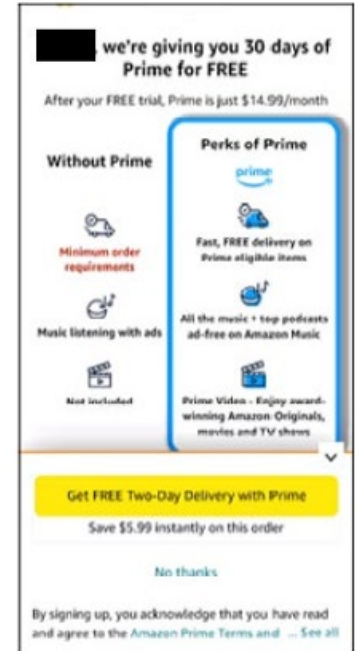 , we're giving you 30 days of
Prime for FREE
After your FREE trial, Prime is just $14.99/month
Without Prime
Minimum order
requirements
Music listening with ads
Not included
Perks of Prime
prime
Fast, FREE delivery on
Prime eligible items
All the music + top podcasts
ad-free on Amazon Music
Prime Video - Enjoy award-
winning Amazon Originals,
movies and TV shows
Get FREE Two-Day Delivery with Prime
Save $5.99 instantly on this order
No thanks
By signing up, you acknowledge that you have read
and agree to the Amazon Prime Terms and ... See all